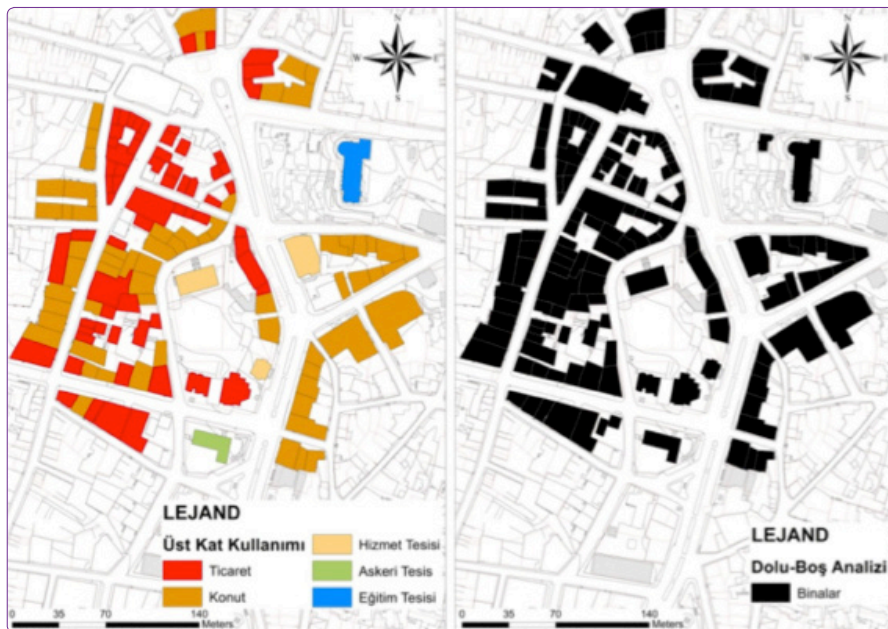 N
W
E
S
LEJAND
Üst Kat Kullanımı
Ticaret
Konut
Hizmet Tesisi
Askeri Tesis
Eğitim Tesisi
0 35 70 140
Meters
N
W
E
S
LEJAND
Dolu-Boş Analizi
Binalar
0 35 70 140
Meters